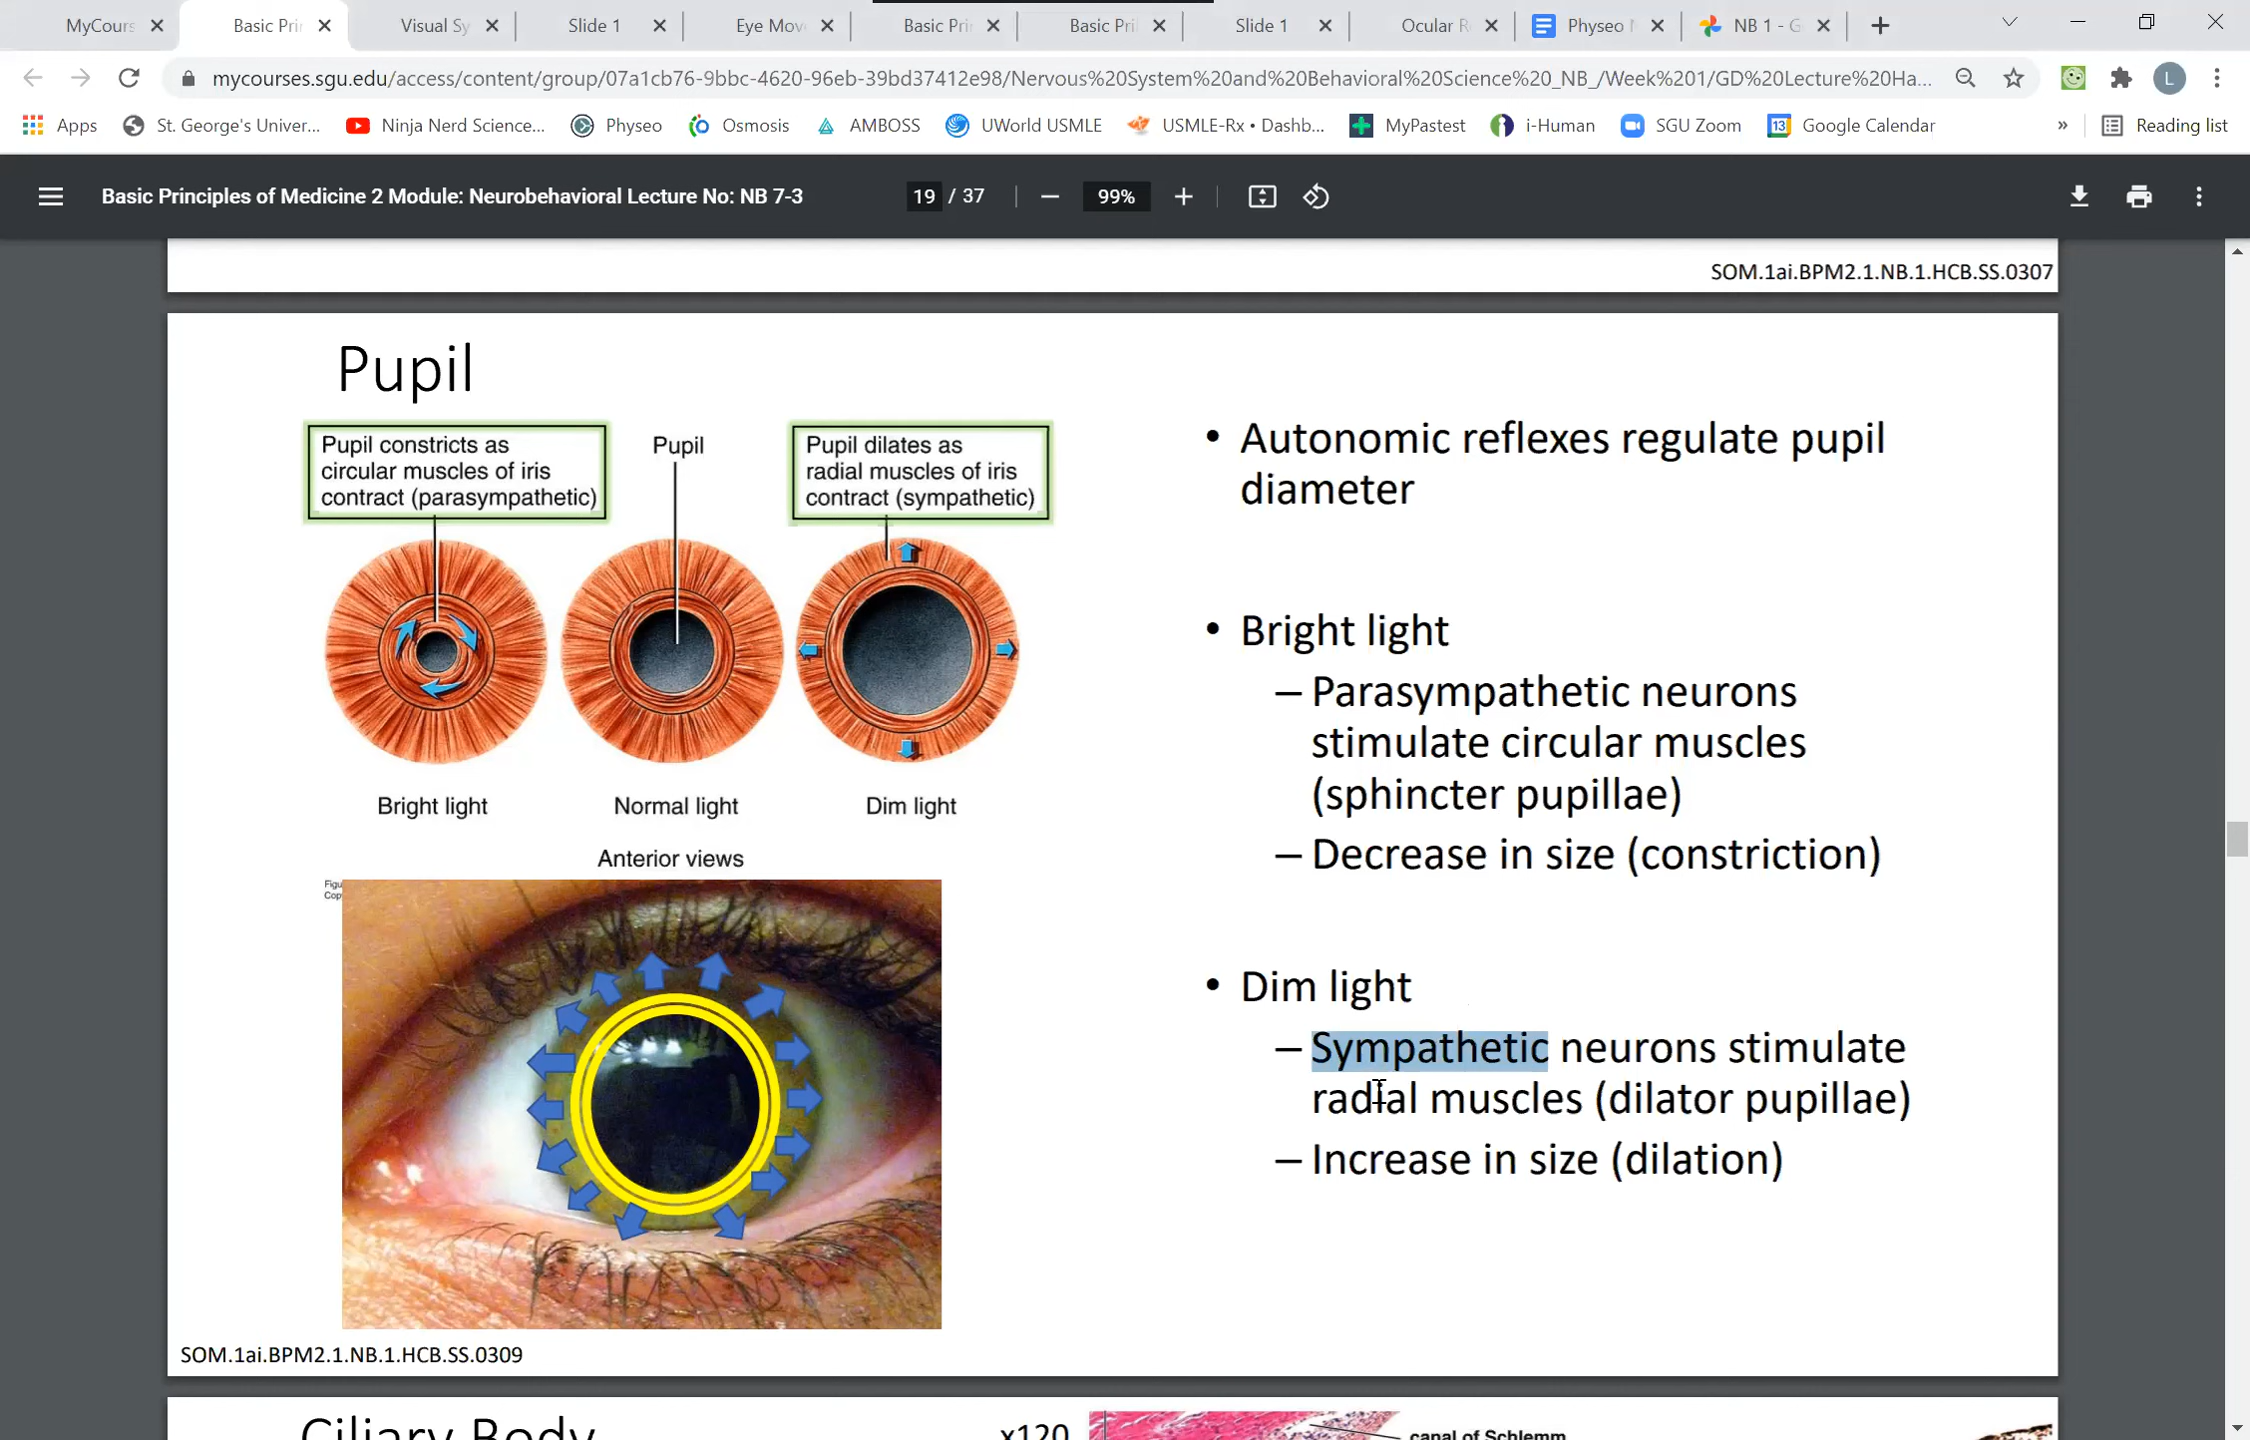 MyCours
Basic Prin
Visual Sy
Slide 1
Eye Mov
Basic Prin
Basic Pri
Slide 1
Ocular R
Physeo
NB 1 - G
mycourses.sgu.edu/access/content/group/07a1cb76-9bbc-4620-96eb-39bd37412e98/Nervous%20System%20and%20Behavioral%20Science%20_NB_/Week%201/GD%20Lecture%20Ha...
L
Apps
St. George's Univer...
Ninja Nerd Science...
Physeo
Osmosis
AMBOSS
UWorld USMLE
USMLE-Rx • Dashb...
MyPastest
i-Human
SGU Zoom
13
Google Calendar
»
Reading list
Basic Principles of Medicine 2 Module: Neurobehavioral Lecture No: NB 7-3
19 / 37
99%
SOM.1ai.BPM2.1.NB.1.HCB.SS.0307
Pupil
Pupil constricts as
circular muscles of iris
contract (parasympathetic)
Pupil
Pupil dilates as
radial muscles of iris
contract (sympathetic)
Bright light
Normal light
Dim light
Anterior views
Figu
Cop
• Autonomic reflexes regulate pupil
diameter
• Bright light
– Parasympathetic neurons
stimulate circular muscles
(sphincter pupillae)
– Decrease in size (constriction)
• Dim light
– Sympathetic neurons stimulate
radial muscles (dilator pupillae)
– Increase in size (dilation)
SOM.1ai.BPM2.1.NB.1.HCB.SS.0309
Ciliary Body
x120
canal of Schlemm